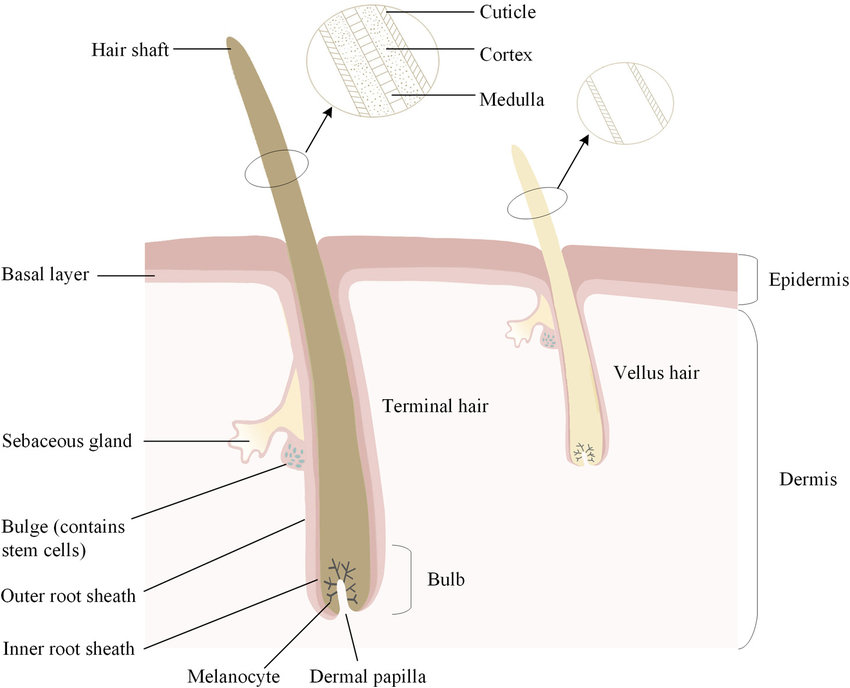 Cuticle
Hair shaft
Cortex
Medulla
Basal layer
Epidermis
Vellus hair
Terminal hair
Sebaceous gland
Dermis
Bulge (contains
stem cells)
Bulb
Outer root sheath
Inner root sheath
Melanocyte
Dermal papilla